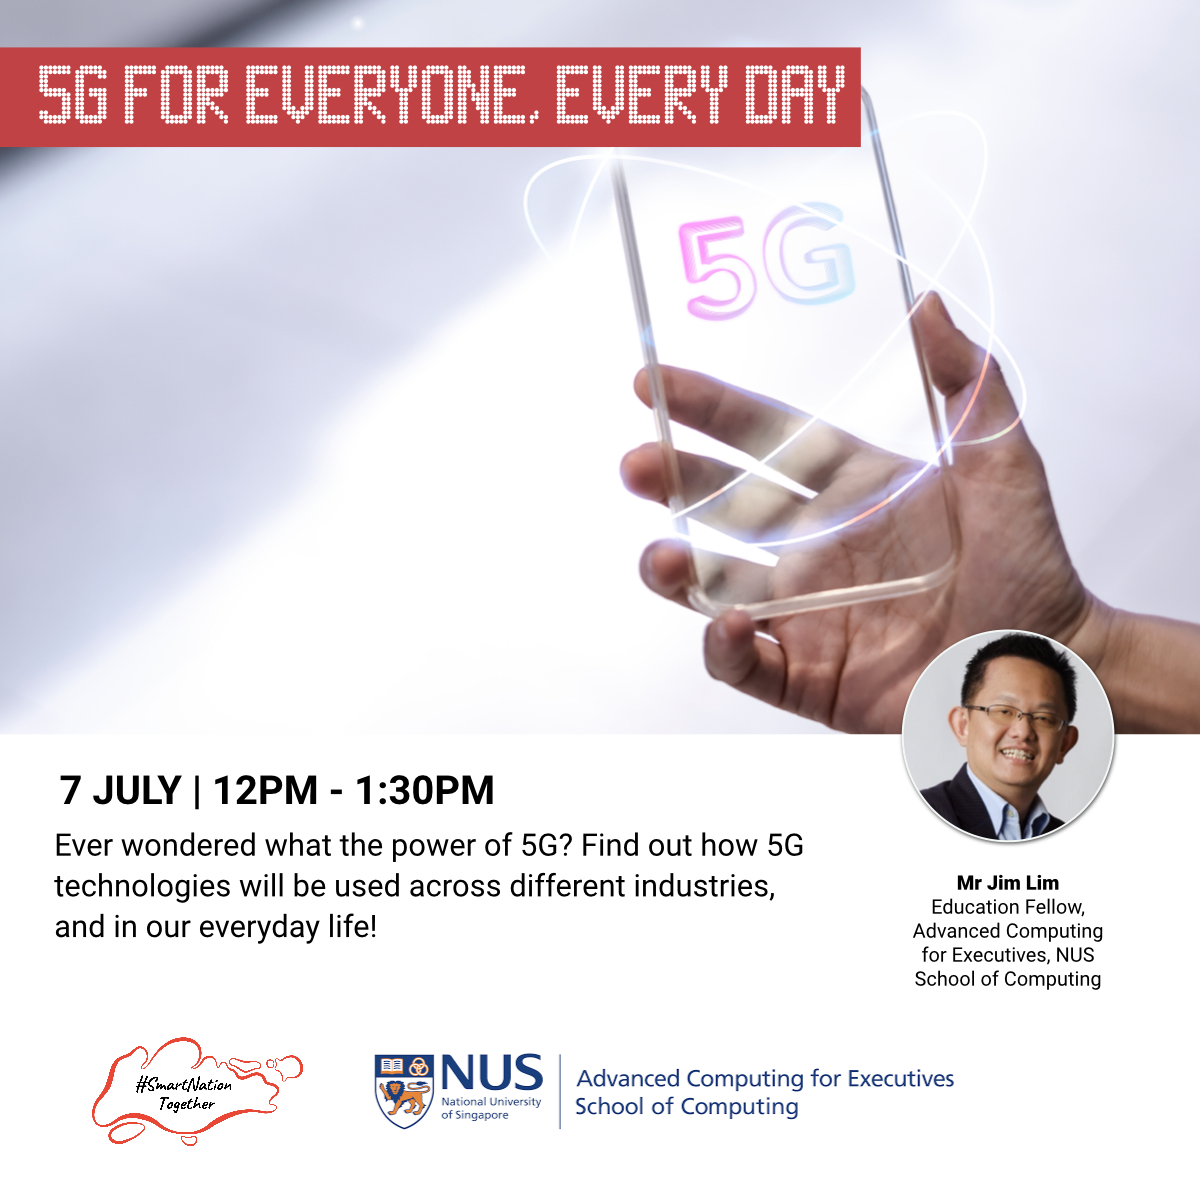 5G FOR EVERYONE, EVERY DAY
5G
7 JULY | 12PM - 1:30PM
Ever wondered what the power of 5G? Find out how 5G
technologies will be used across different industries,
and in our everyday life!
Mr Jim Lim
Education Fellow,
Advanced Computing
for Executives, NUS
School of Computing
#SmartNation
Together
NUS
National University
of Singapore
Advanced Computing for Executives
School of Computing